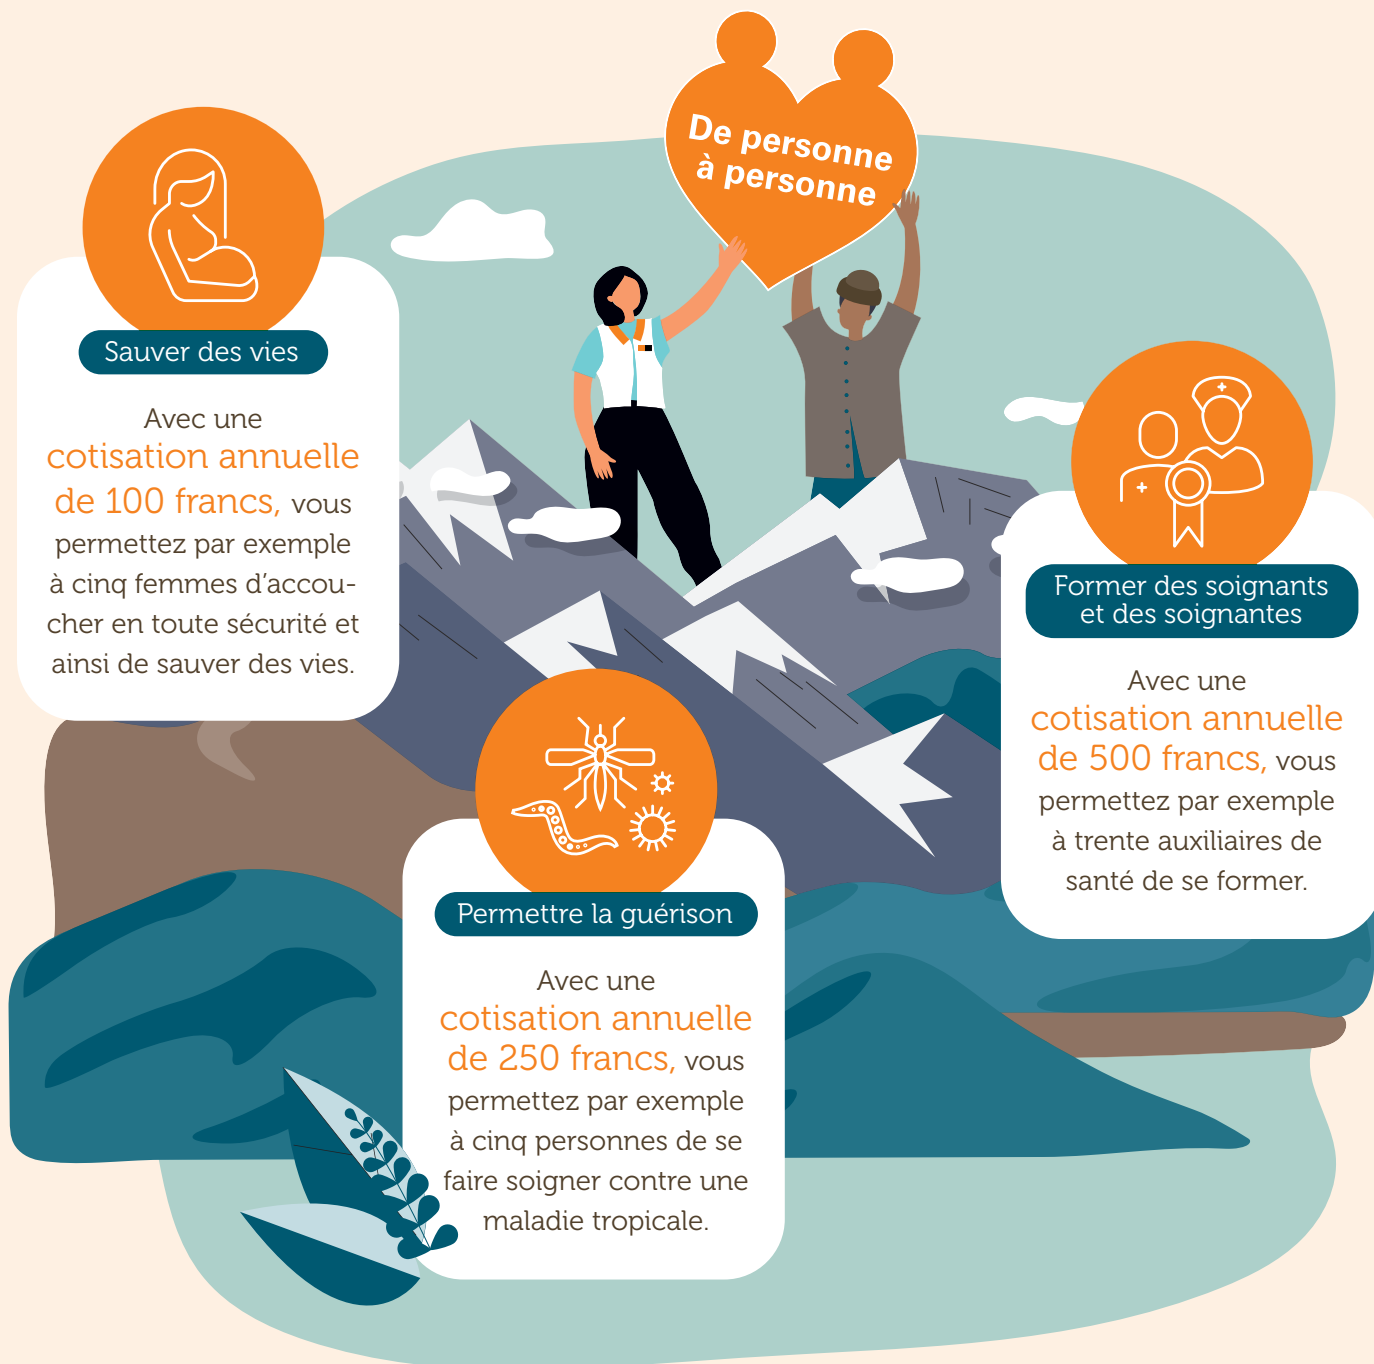 De personne
à personne
Sauver des vies
Avec une
cotisation annuelle
de 100 francs, vous
permettez par exemple
à cinq femmes d’accou-
cher en toute sécurité et
ainsi de sauver des vies.
Former des soignants
et des soignantes
Avec une
cotisation annuelle
de 500 francs, vous
permettez par exemple
à trente auxiliaires de
santé de se former.
Permettre la guérison
Avec une
cotisation annuelle
de 250 francs, vous
permettez par exemple
à cinq personnes de se
faire soigner contre une
maladie tropicale.